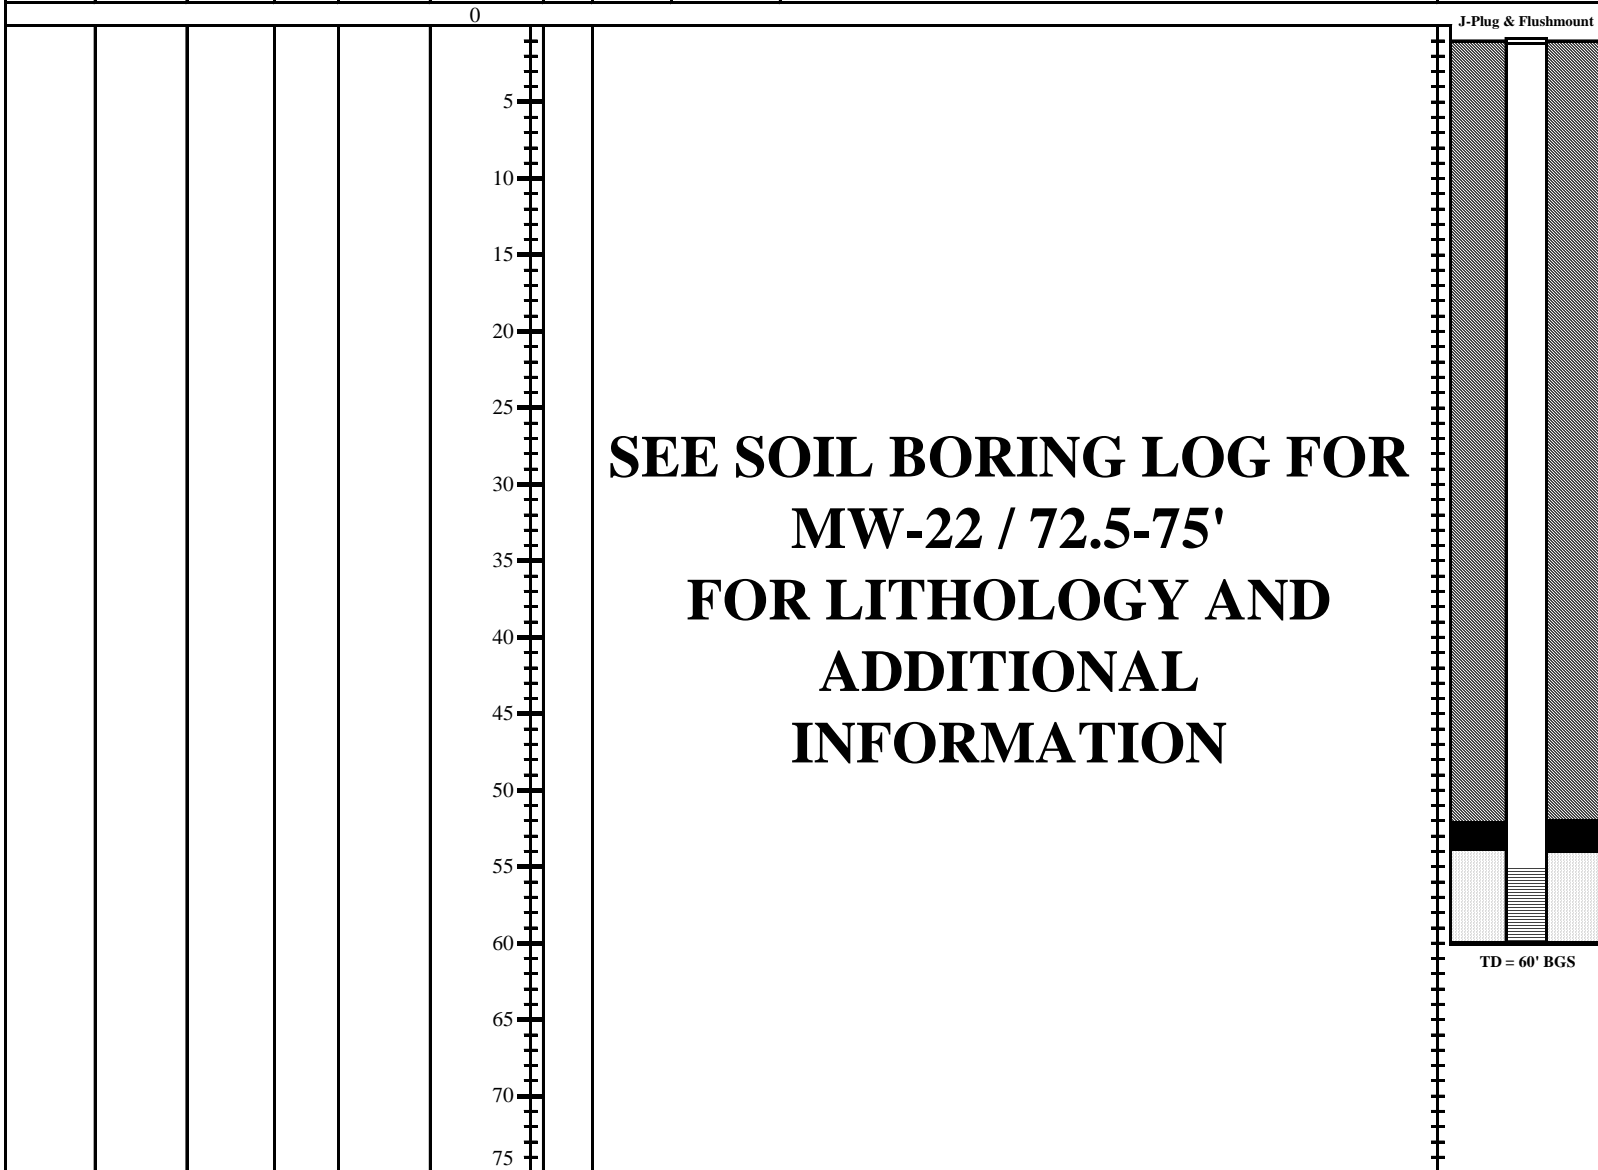 0
J-Plug & Flushmount
5
10
15
20
25
SEE SOIL BORING LOG FOR
30
MW-22 / 72.5-75'
35
FOR LITHOLOGY AND
40
ADDITIONAL
45
INFORMATION
50
55
60
TD = 60' BGS
65
70
75